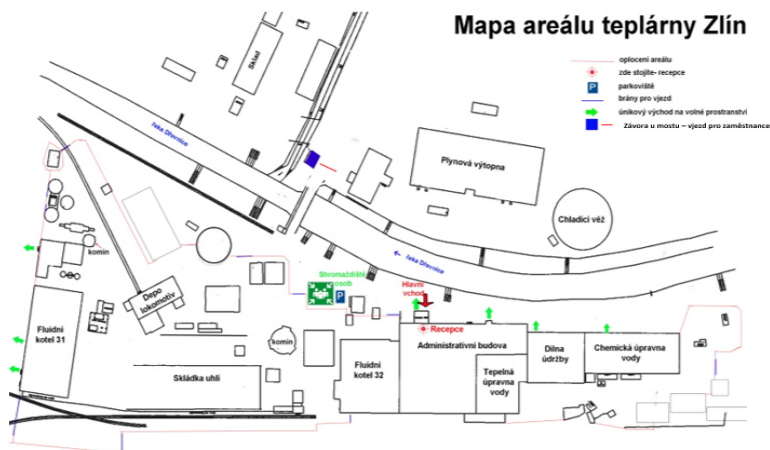 Mapa areálu teplárny Zlín
oplocení areálu
zde stojíte- recepce
P
parkoviště
brány pro vjezd
únikový východ na volné prostranství
Závora u mostu – vjezd pro zaměstnance
Sklad
řeka Dřevnice
Plynová výtopna
Chladící věž
komín
řeka Dřevnice
Shromaždiště
osob
P
Hlavní
vchod
Depo
lokomotiv
Recepce
Fluidní
kotel 31
komín
Administrativní budova
Dílna
údržby
Chemická úpravna
vody
Fluidní
kotel 32
Tepelná
úpravna
vody
Skládka uhlí